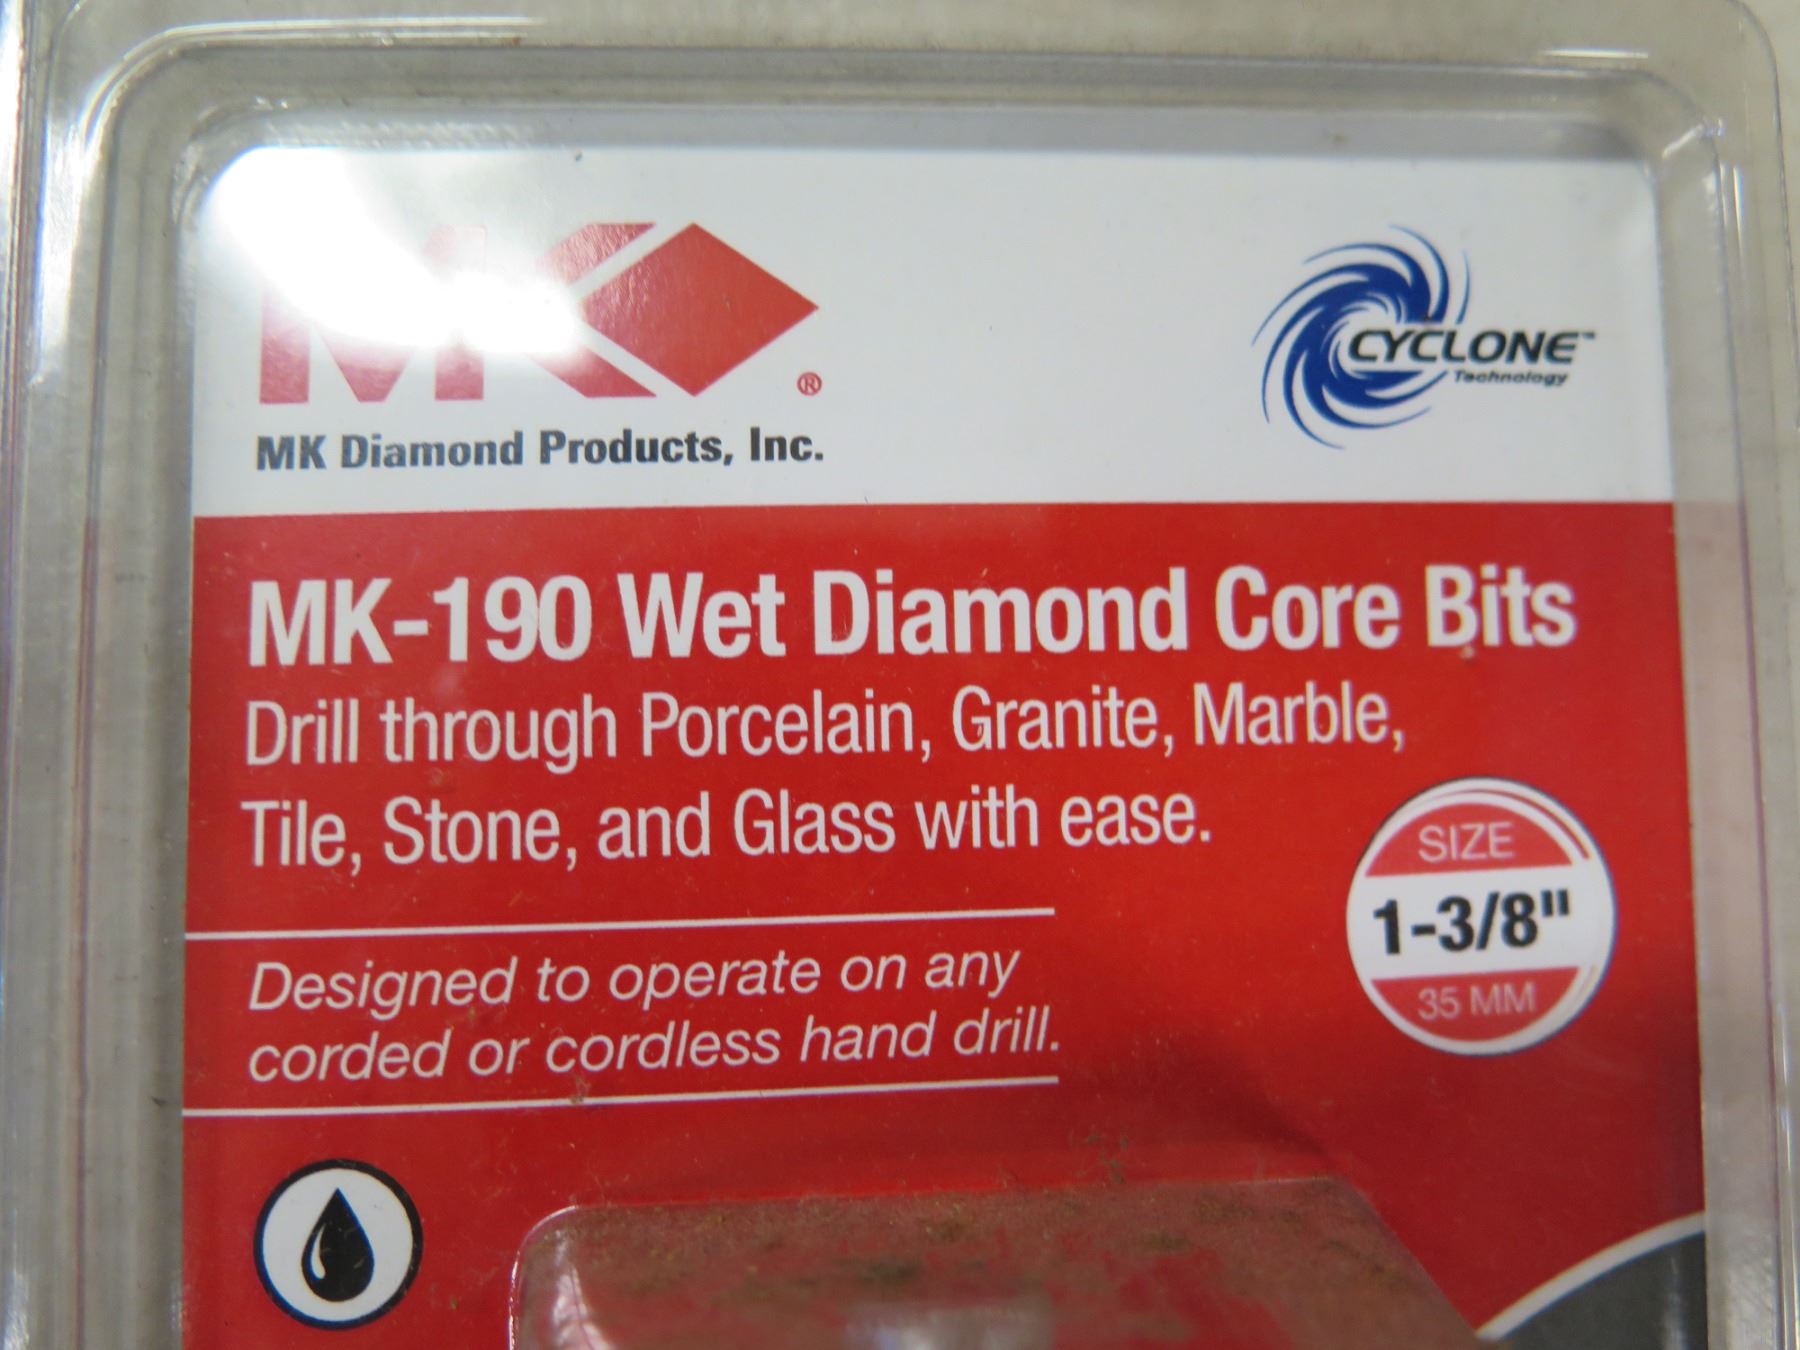 MK
®
MK Diamond Products, Inc.
CYCLONE™
Technology
MK-190 Wet Diamond Core Bits
Drill through Porcelain, Granite, Marble,
Tile, Stone, and Glass with ease.
SIZE
1-3/8"
35 MM
Designed to operate on any
corded or cordless hand drill.